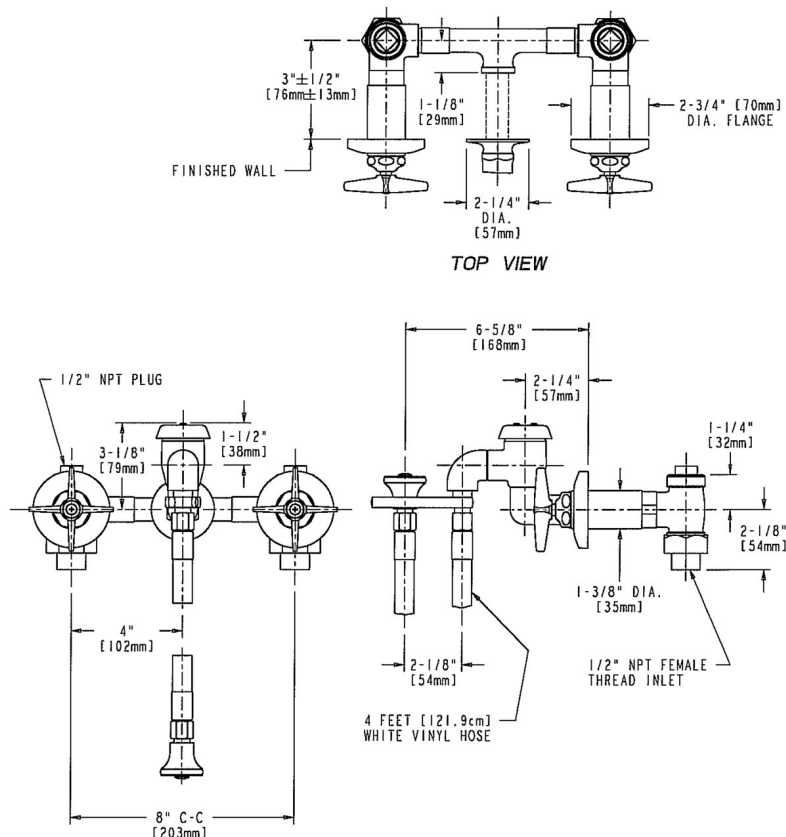 3"±1/2"
[76mm±13mm]
1-1/8"
[29mm]
2-3/4" [70mm]
DIA. FLANGE
FINISHED WALL
2-1/4"
DIA.
[57mm]
TOP VIEW
6-5/8"
[168mm]
1/2" NPT PLUG
2-1/4"
[57mm]
3-1/8"
[79mm]
1-1/2"
[38mm]
1-1/4"
[32mm]
2-1/8"
[54mm]
1-3/8" DIA.
[35mm]
4"
[102mm]
2-1/8"
[54mm]
1/2" NPT FEMALE
THREAD INLET
4 FEET [121.9cm]
WHITE VINYL HOSE
8" C-C
[203mm]